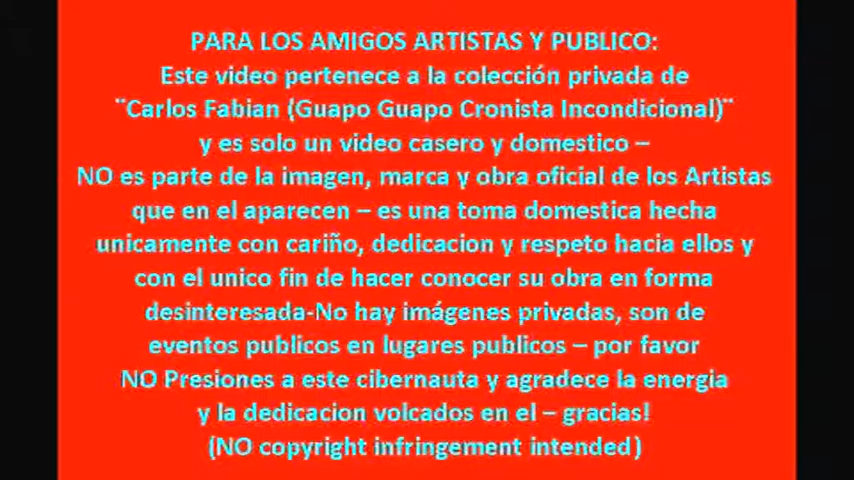 PARA LOS AMIGOS ARTISTAS Y PUBLICO:
Este video pertenece a la colección privada de
¨Carlos Fabian (Guapo Guapo Cronista Incondicional)¨
y es solo un video casero y domestico –
NO es parte de la imagen, marca y obra oficial de los Artistas
que en el aparecen – es una toma domestica hecha
unicamente con cariño, dedicacion y respeto hacia ellos y
con el unico fin de hacer conocer su obra en forma
desinteresada-No hay imágenes privadas, son de
eventos publicos en lugares publicos – por favor
NO Presiones a este cibernauta y agradece la energia
y la dedicacion volcados en el – gracias!
(NO copyright infringement intended)